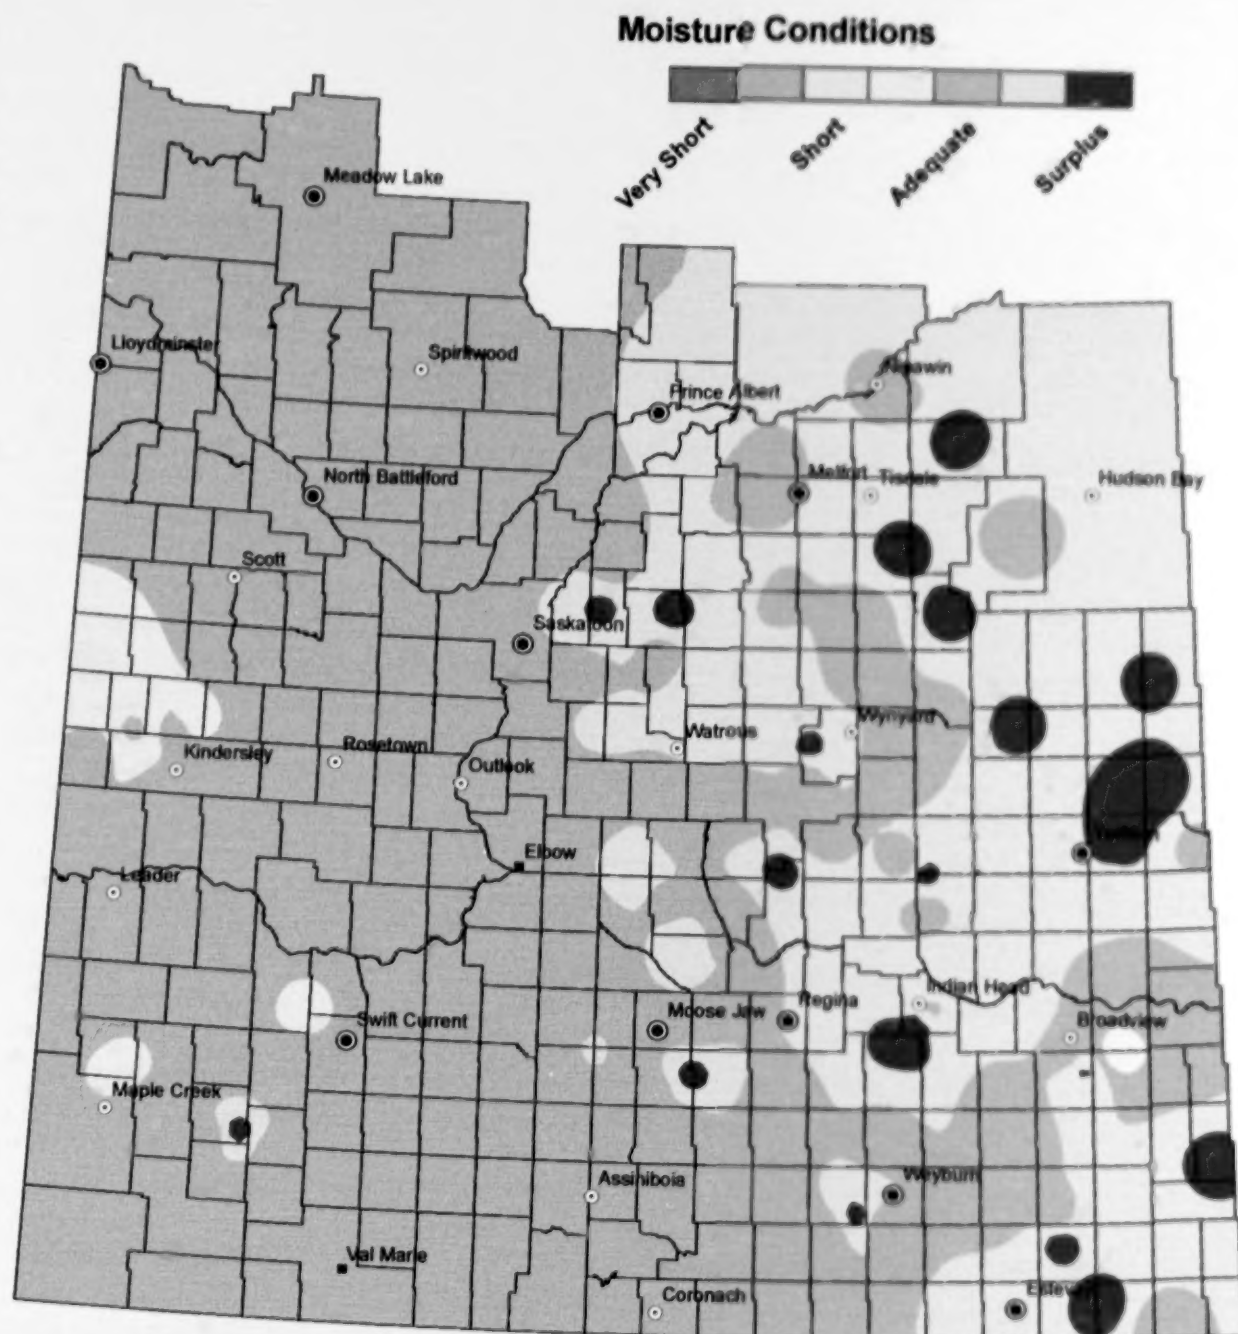 Moisture Conditions
Very Short
Short
Adequate
Surplus
Meadow Lake
Lloydminster
Spiritwood
Prince Albert
Nipawin
North Battleford
Melfort
Tisdale
Hudson Bay
Scott
Saskatoon
Watrous
Wynyard
Kindersley
Rosetown
Outlook
Elbow
Yorkton
Leader
Swift Current
Moose Jaw
Regina
Indian Head
Broadview
Maple Creek
Assiniboia
Weyburn
Val Marie
Coronach
Estevan